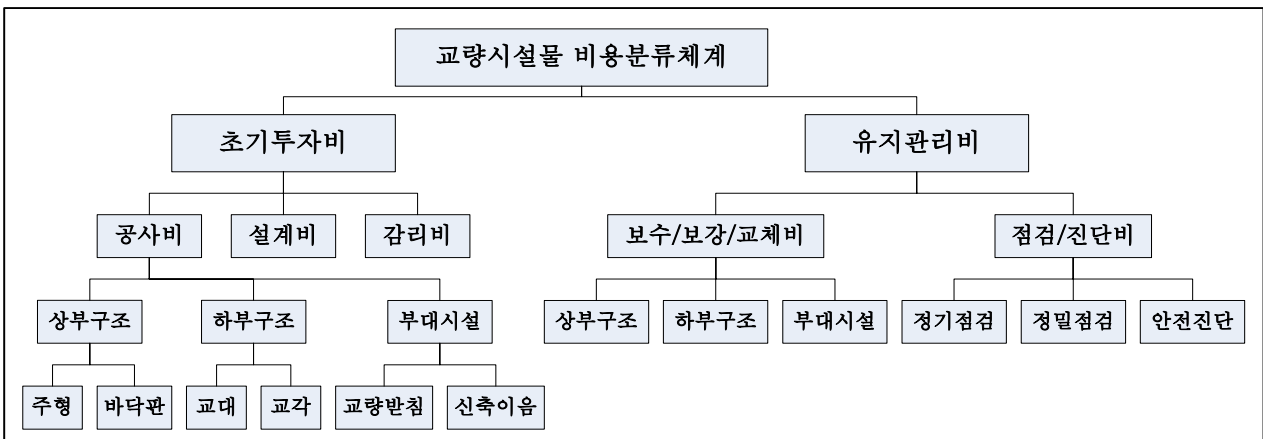 교량시설물 비용분류체계
초기투자비
유지관리비
공사비
설계비
감리비
보수/보강/교체비
점검/진단비
상부구조
하부구조
부대시설
상부구조
하부구조
부대시설
정기점검
정밀점검
안전진단
주형
바닥판
교대
교각
교량받침
신축이음